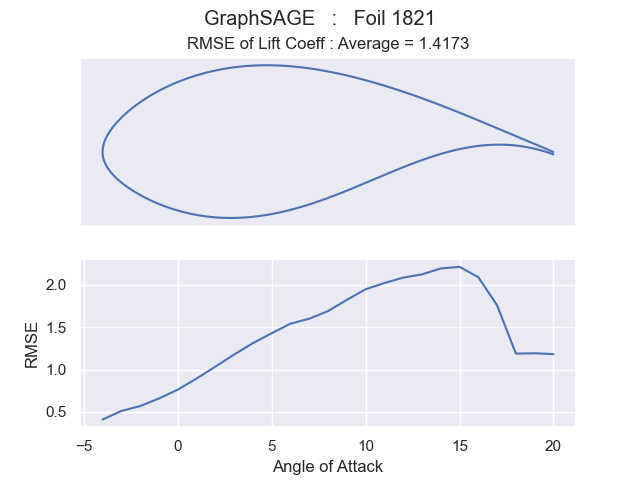 GraphSAGE   :   Foil 1821
RMSE of Lift Coeff : Average = 1.4173
2.0
1.5
1.0
0.5
RMSE
−5 0 5 10 15 20
Angle of Attack